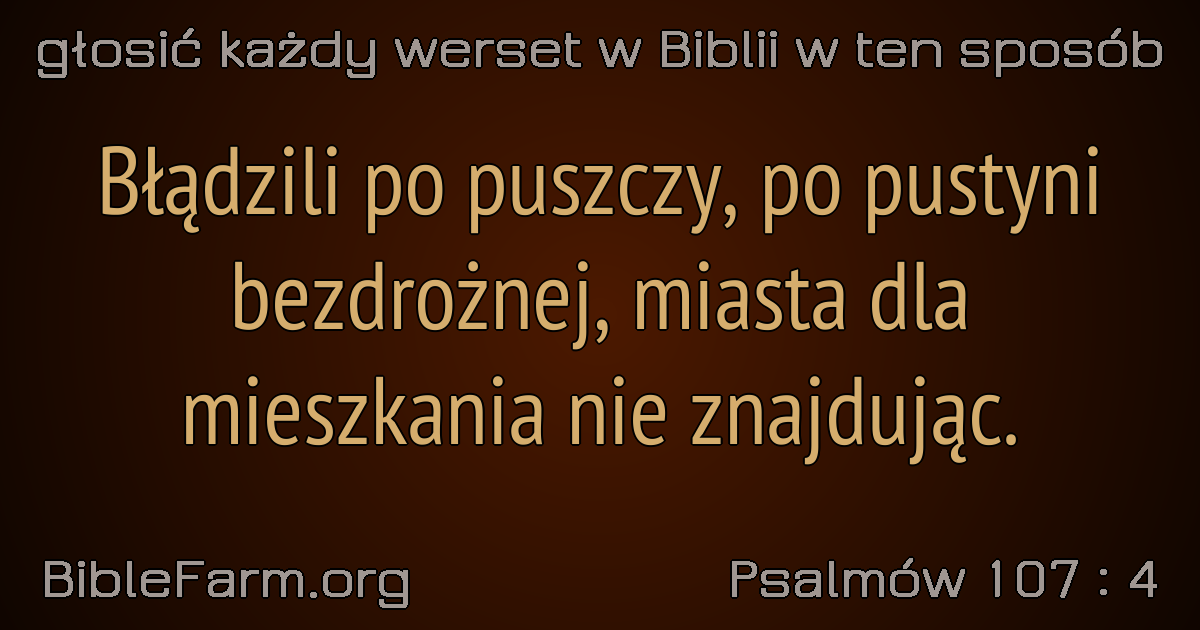 głosić każdy werset w Biblii w ten sposób
Błądzili po puszczy, po pustyni
bezdrożnej, miasta dla
mieszkania nie znajdując.
BibleFarm.org
Psalmów 107 : 4